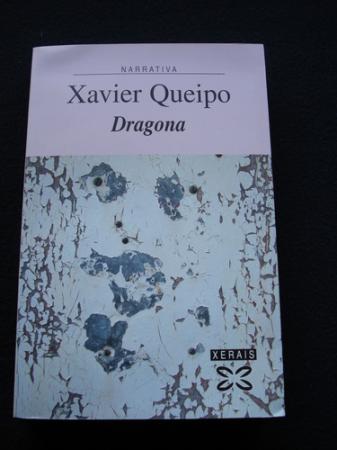 NARRATIVA
Xavier Queipo
Dragona
XERAIS